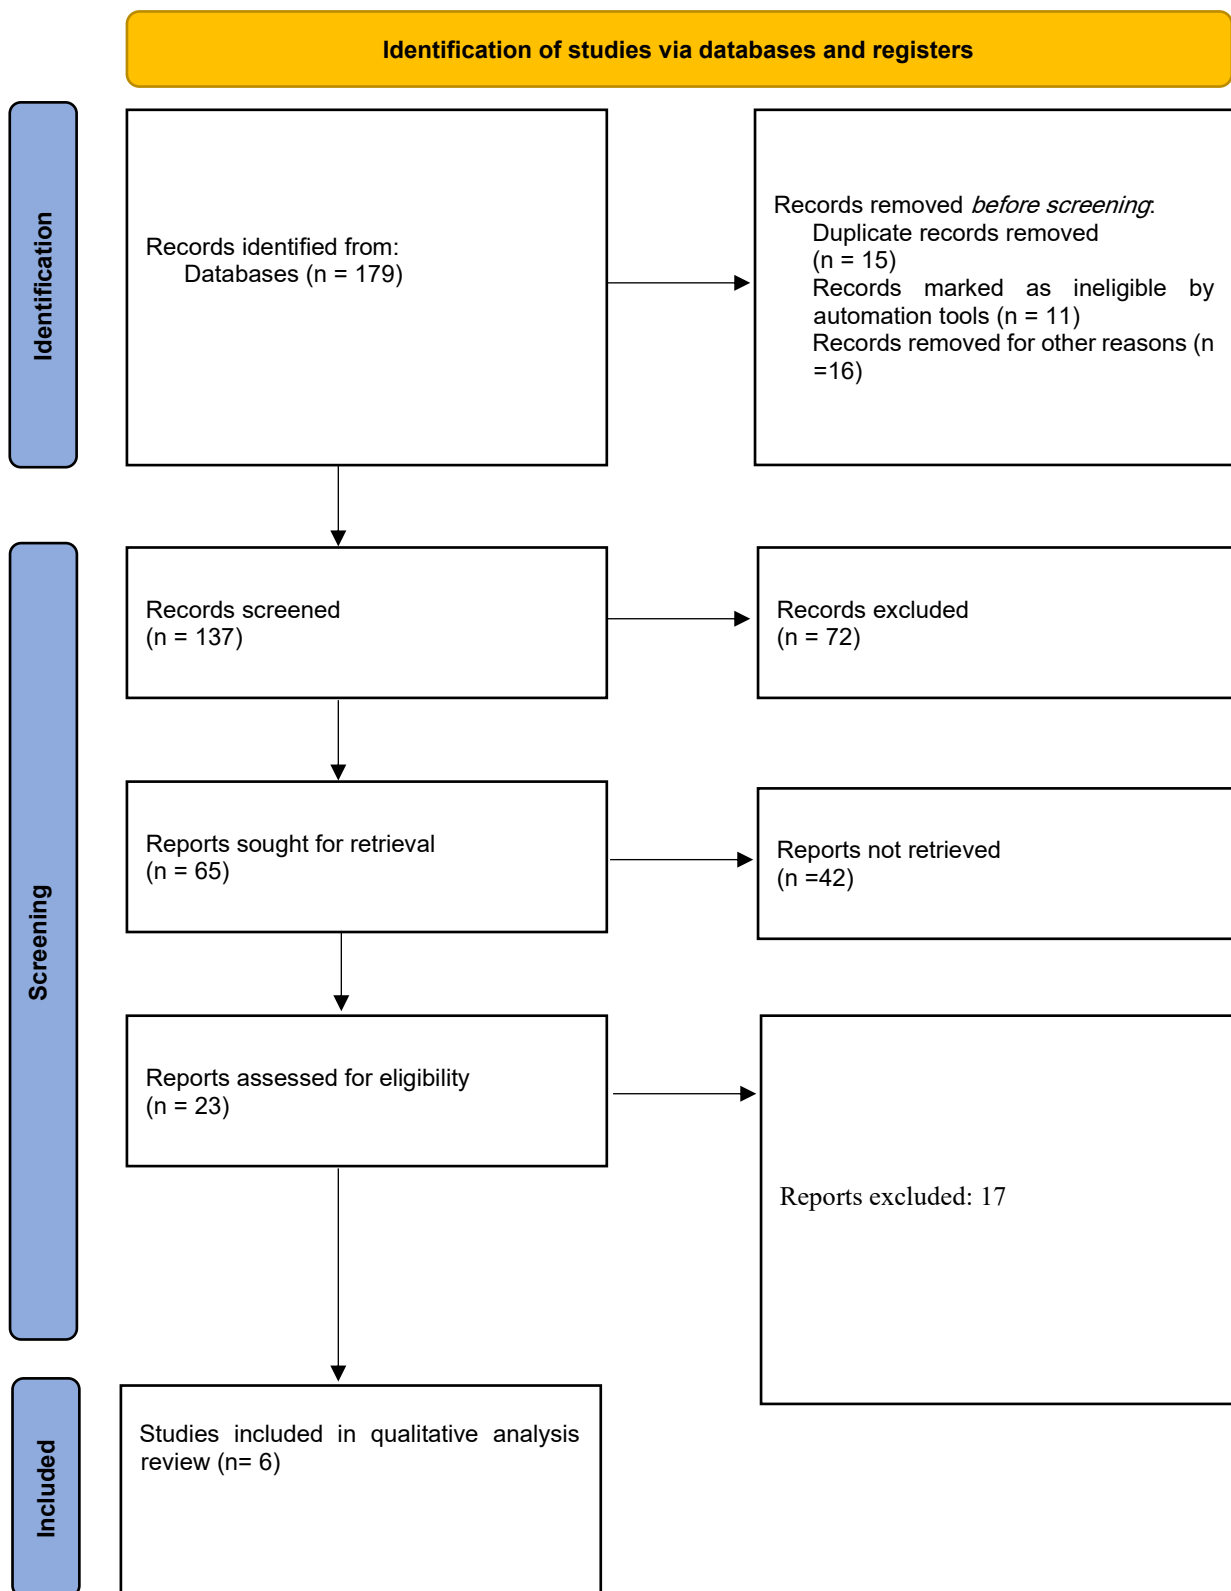 Identification of studies via databases and registers
Identification
Records identified from:
Databases (n = 179)
Records removed before screening:
Duplicate records removed
(n = 15)
Records marked as ineligible by
automation tools (n = 11)
Records removed for other reasons (n
=16)
Screening
Records screened
(n = 137)
Records excluded
(n = 72)
Reports sought for retrieval
(n = 65)
Reports not retrieved
(n =42)
Reports assessed for eligibility
(n = 23)
Reports excluded: 17
Included
Studies included in qualitative analysis
review (n= 6)